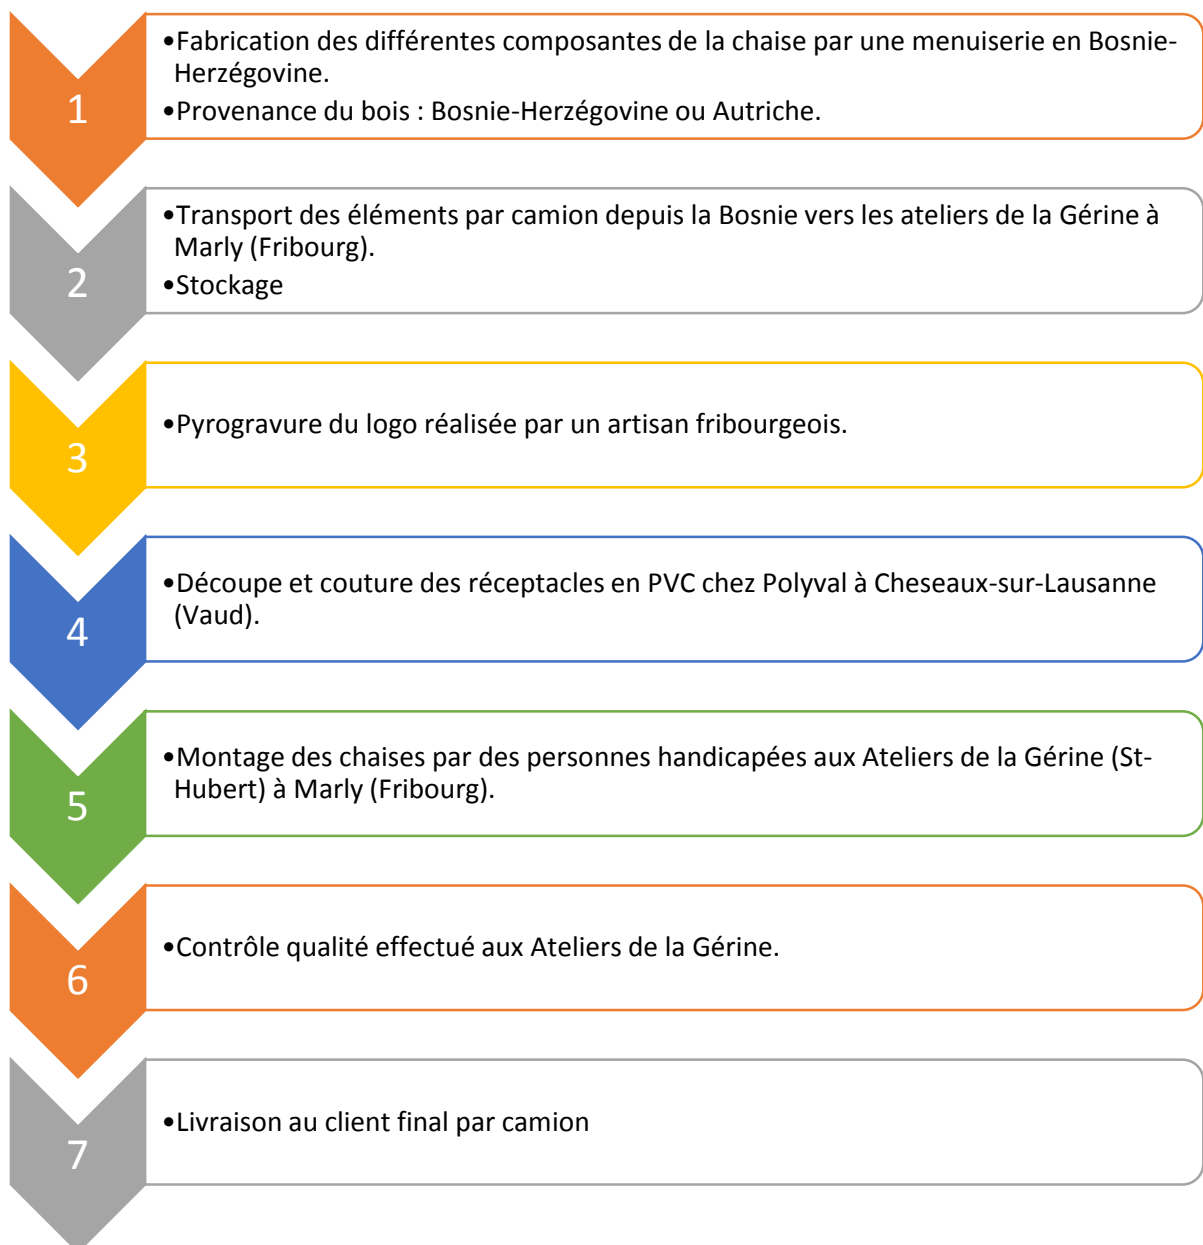 1
•Fabrication des différentes composantes de la chaise par une menuiserie en Bosnie-
Herzégovine.
•Provenance du bois : Bosnie-Herzégovine ou Autriche.
2
•Transport des éléments par camion depuis la Bosnie vers les ateliers de la Gérine à
Marly (Fribourg).
•Stockage
3
•Pyrogravure du logo réalisée par un artisan fribourgeois.
4
•Découpe et couture des réceptacles en PVC chez Polyval à Cheseaux-sur-Lausanne
(Vaud).
5
•Montage des chaises par des personnes handicapées aux Ateliers de la Gérine (St-
Hubert) à Marly (Fribourg).
6
•Contrôle qualité effectué aux Ateliers de la Gérine.
7
•Livraison au client final par camion